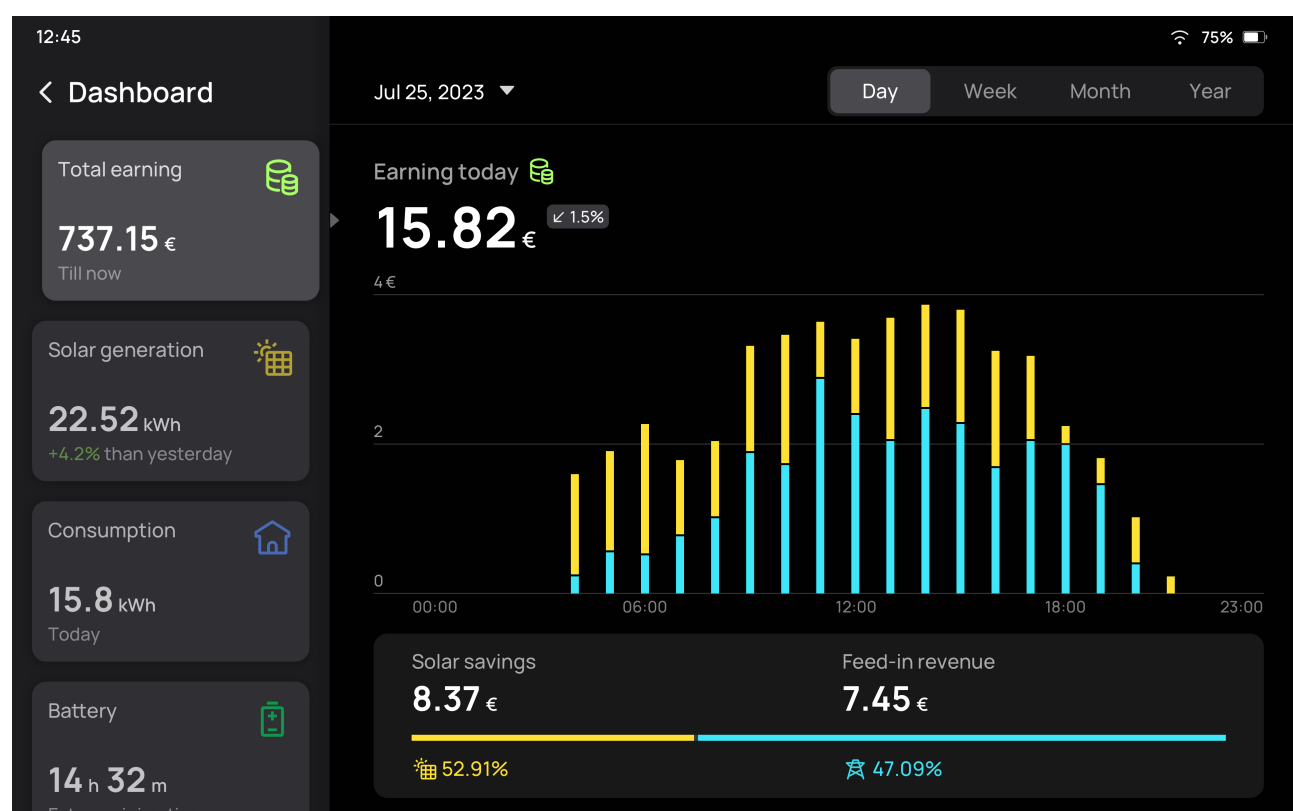 12:45
75%
Dashboard
Jul 25, 2023
Day Week Month Year
Total earning
737.15 €
Till now
Solar generation
22.52 kWh
+4.2% than yesterday
Consumption
15.8 kWh
Today
Battery
14 h 32 m
Earning today
15.82 €
1.5%
4 €
2
0
00:00 06:00 12:00 18:00 23:00
Solar savings
8.37 €
52.91%
Feed-in revenue
7.45 €
47.09%